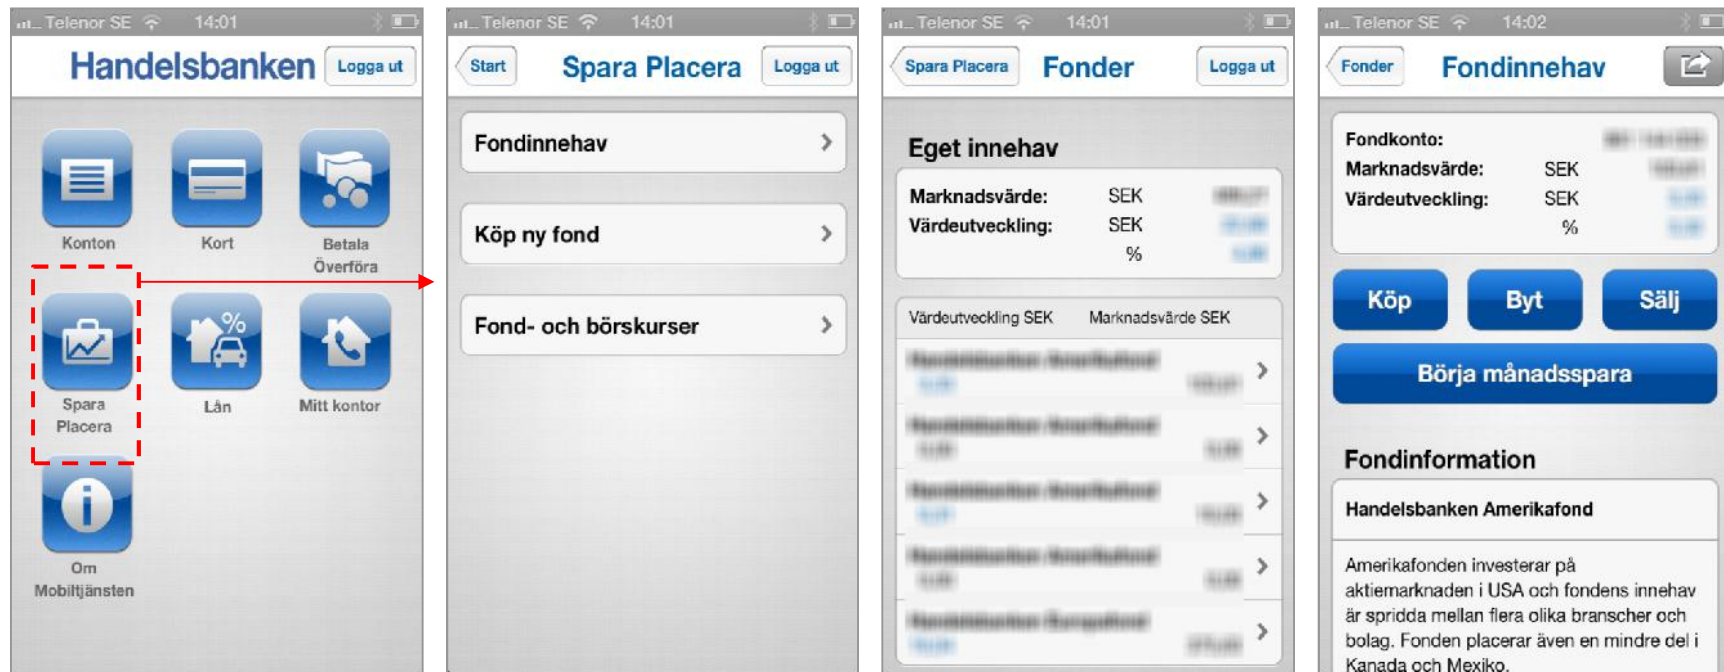 Telenor SE 14:01
Handelsbanken Logga ut
Konton Kort Betala
Överföra
Spara Lån Mitt kontor
Placera
Om
Mobiltjänsten
Telenor SE 14:01
Start Spara Placera Logga ut
Fondinnehav
Köp ny fond
Fond- och börskurser
Telenor SE 14:01
Spara Placera Fonder Logga ut
Eget innehav
Marknadsvärde: SEK
Värdeutveckling: SEK
%
Värdeutveckling SEK Marknadsvärde SEK
Telenor SE 14:02
Fonder Fondinnehav
Fondkonto:
Marknadsvärde: SEK
Värdeutveckling: SEK
%
Köp Byt Sälj
Börja månadsspara
Fondinformation
Handelsbanken Amerikafond
Amerikafonden investerar på
aktiemarknaden i USA och fondens innehav
är spridda mellan flera olika branscher och
bolag. Fonden placerar även en mindre del i
Kanada och Mexiko.